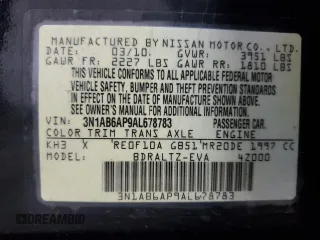 MANUFACTURED BY NISSAN MOTOR CO., LTD.
DATE: 03/10. GVWR: 3951 LBS
GAWR FR: 2227 LBS GAWR RR: 1810 LBS
THIS VEHICLE CONFORMS TO ALL APPLICABLE FEDERAL MOTOR
VEHICLE SAFETY, BUMPER AND THEFT PREVENTION STANDARDS
IN EFFECT ON THE DATE OF MANUFACTURE SHOWN ABOVE.
SEE OWNER'S MANUAL FOR ADDITIONAL INFORMATION.
VIN: 3N1AB6AP9AL678783 PASSENGER CAR
COLOR TRIM TRANS AXLE ENGINE
KH3 X RE0F10A GB51 MR20DE 1997 CC
MODEL BDRALTZ-EVA 4Z000
3N1AB6AP9AL678783
DREAMBID